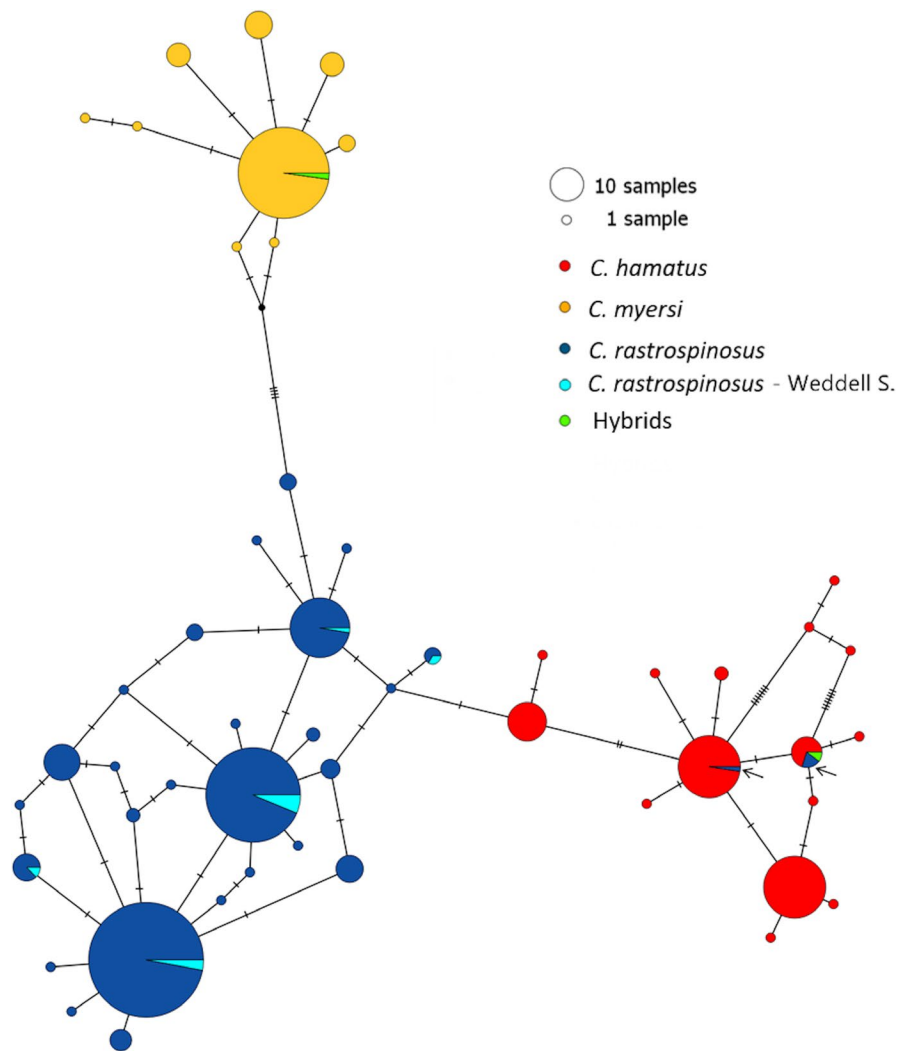 10 samples
1 sample
C. hamatus
C. myersi
C. rastrospinosus
C. rastrospinosus - Weddell S.
Hybrids